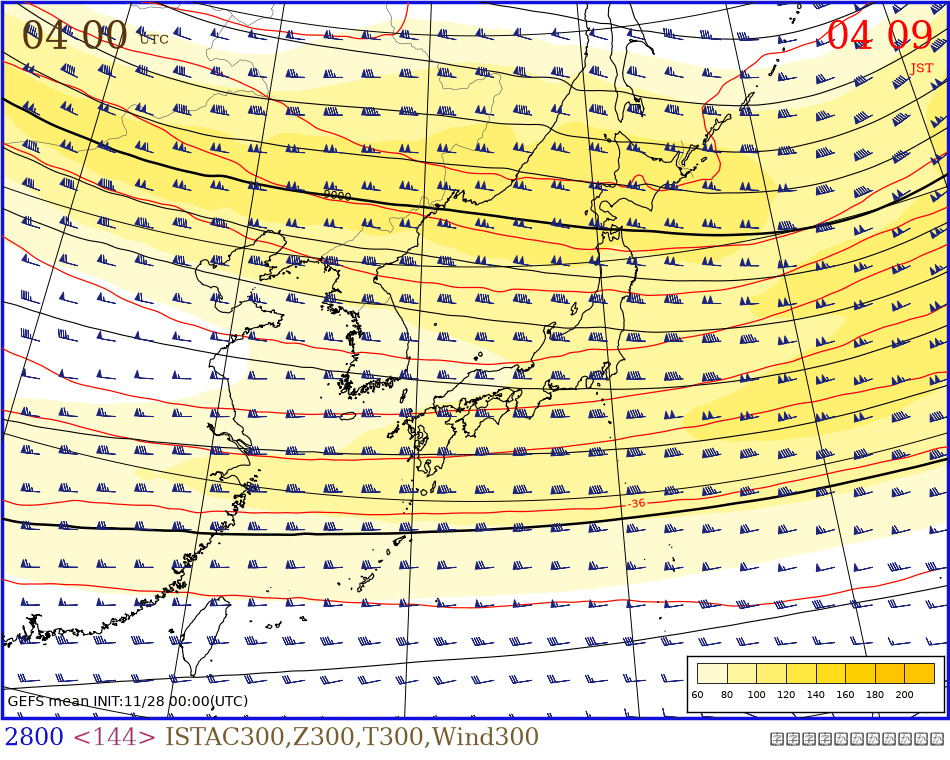 04 00 UTC
04 09
JST
9000
-36
60 80 100 120 140 160 180 200
GEFS mean INIT:11/28 00:00(UTC)
2800 <144> ISTAC300,Z300,T300,Wind300